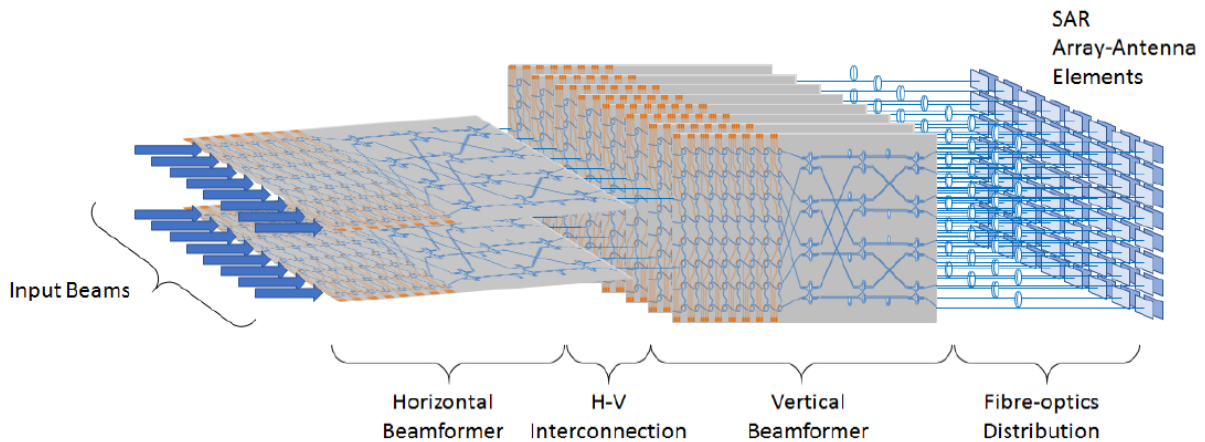 SAR
Array-Antenna
Elements
Input Beams
Horizontal
Beamformer
H-V
Interconnection
Vertical
Beamformer
Fibre-optics
Distribution